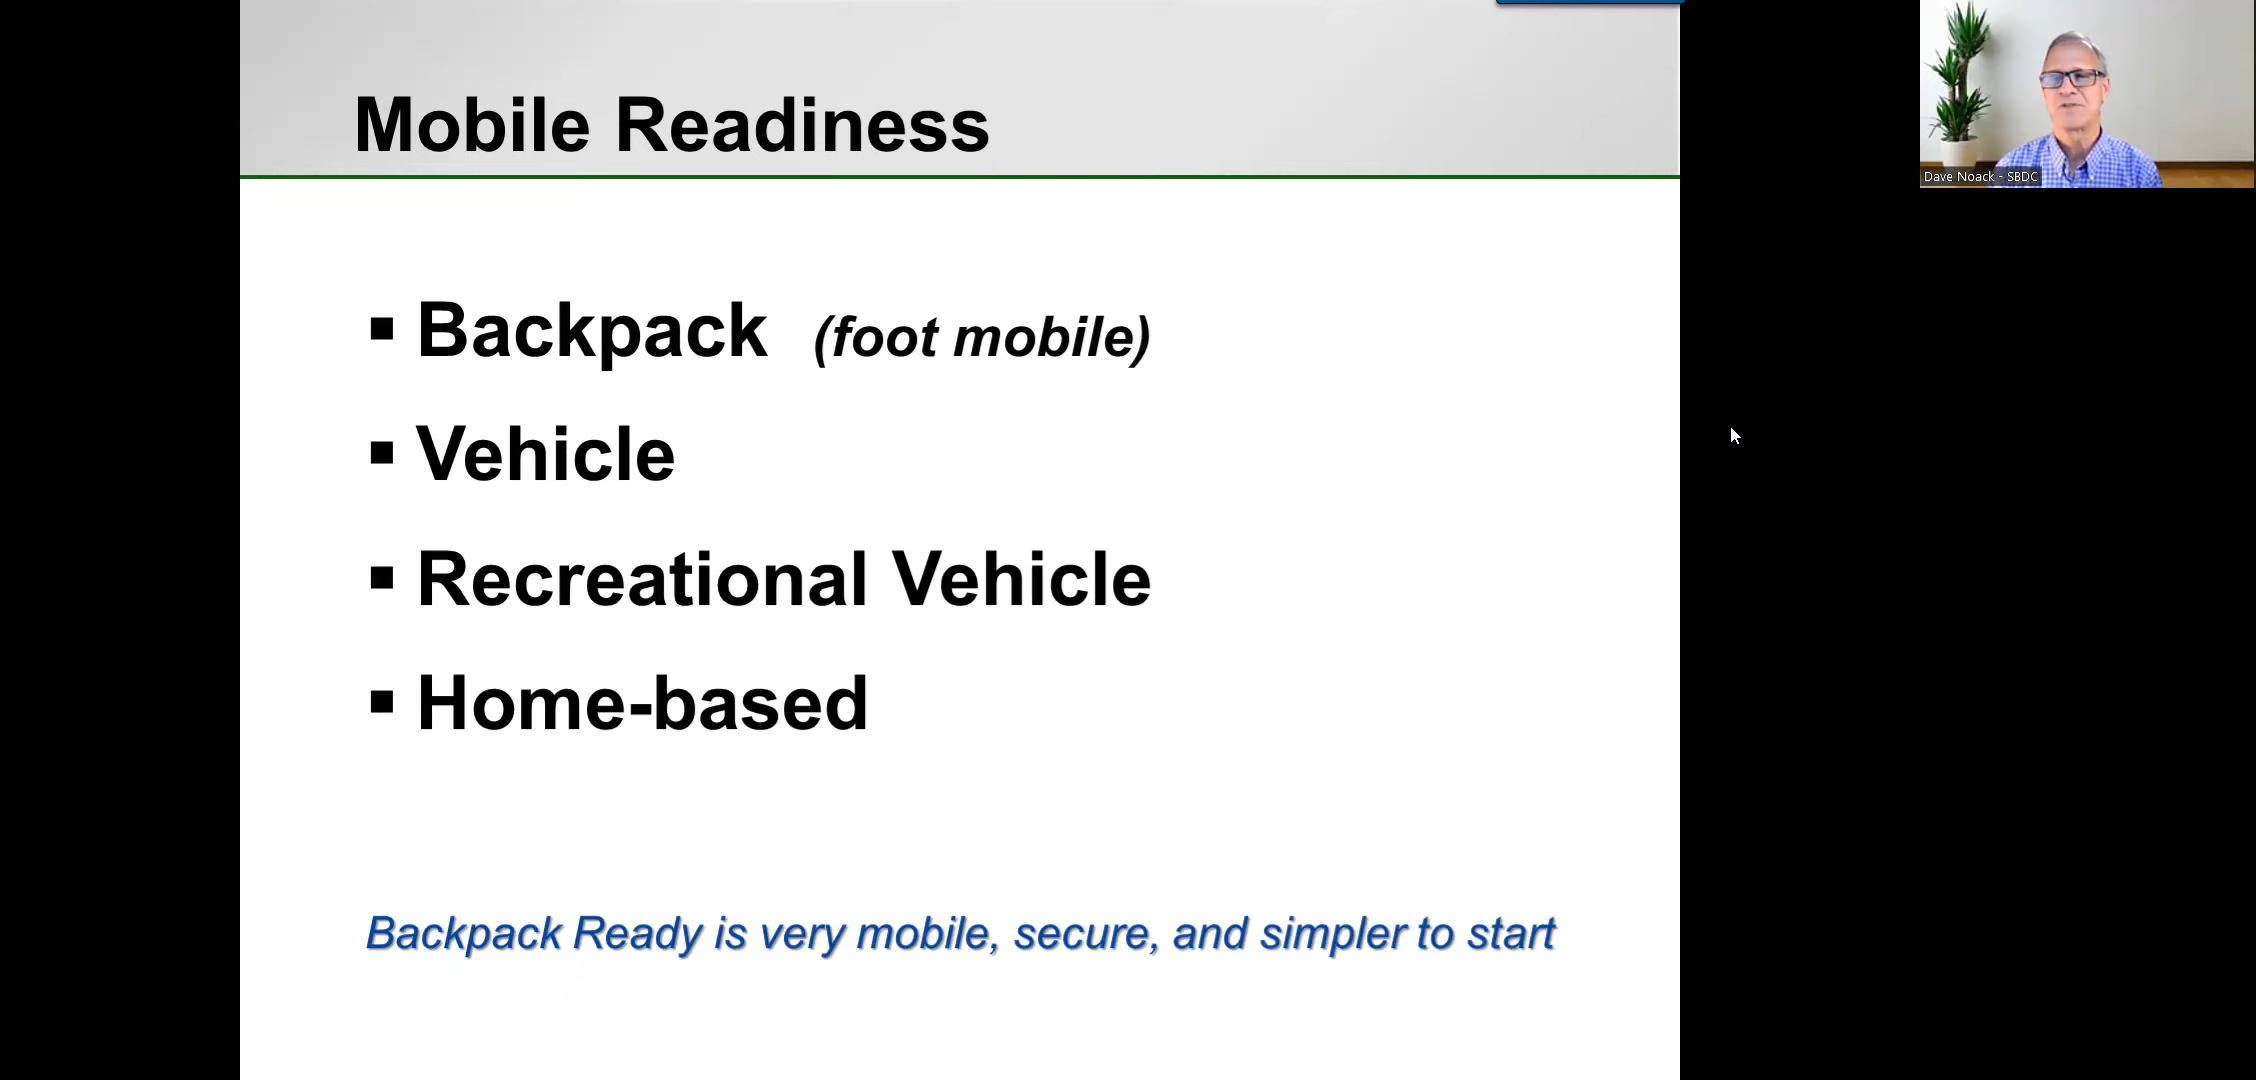 Mobile Readiness
Dave Noack - SBDC
▪ Backpack (foot mobile)
▪ Vehicle
▪ Recreational Vehicle
▪ Home-based
Backpack Ready is very mobile, secure, and simpler to start